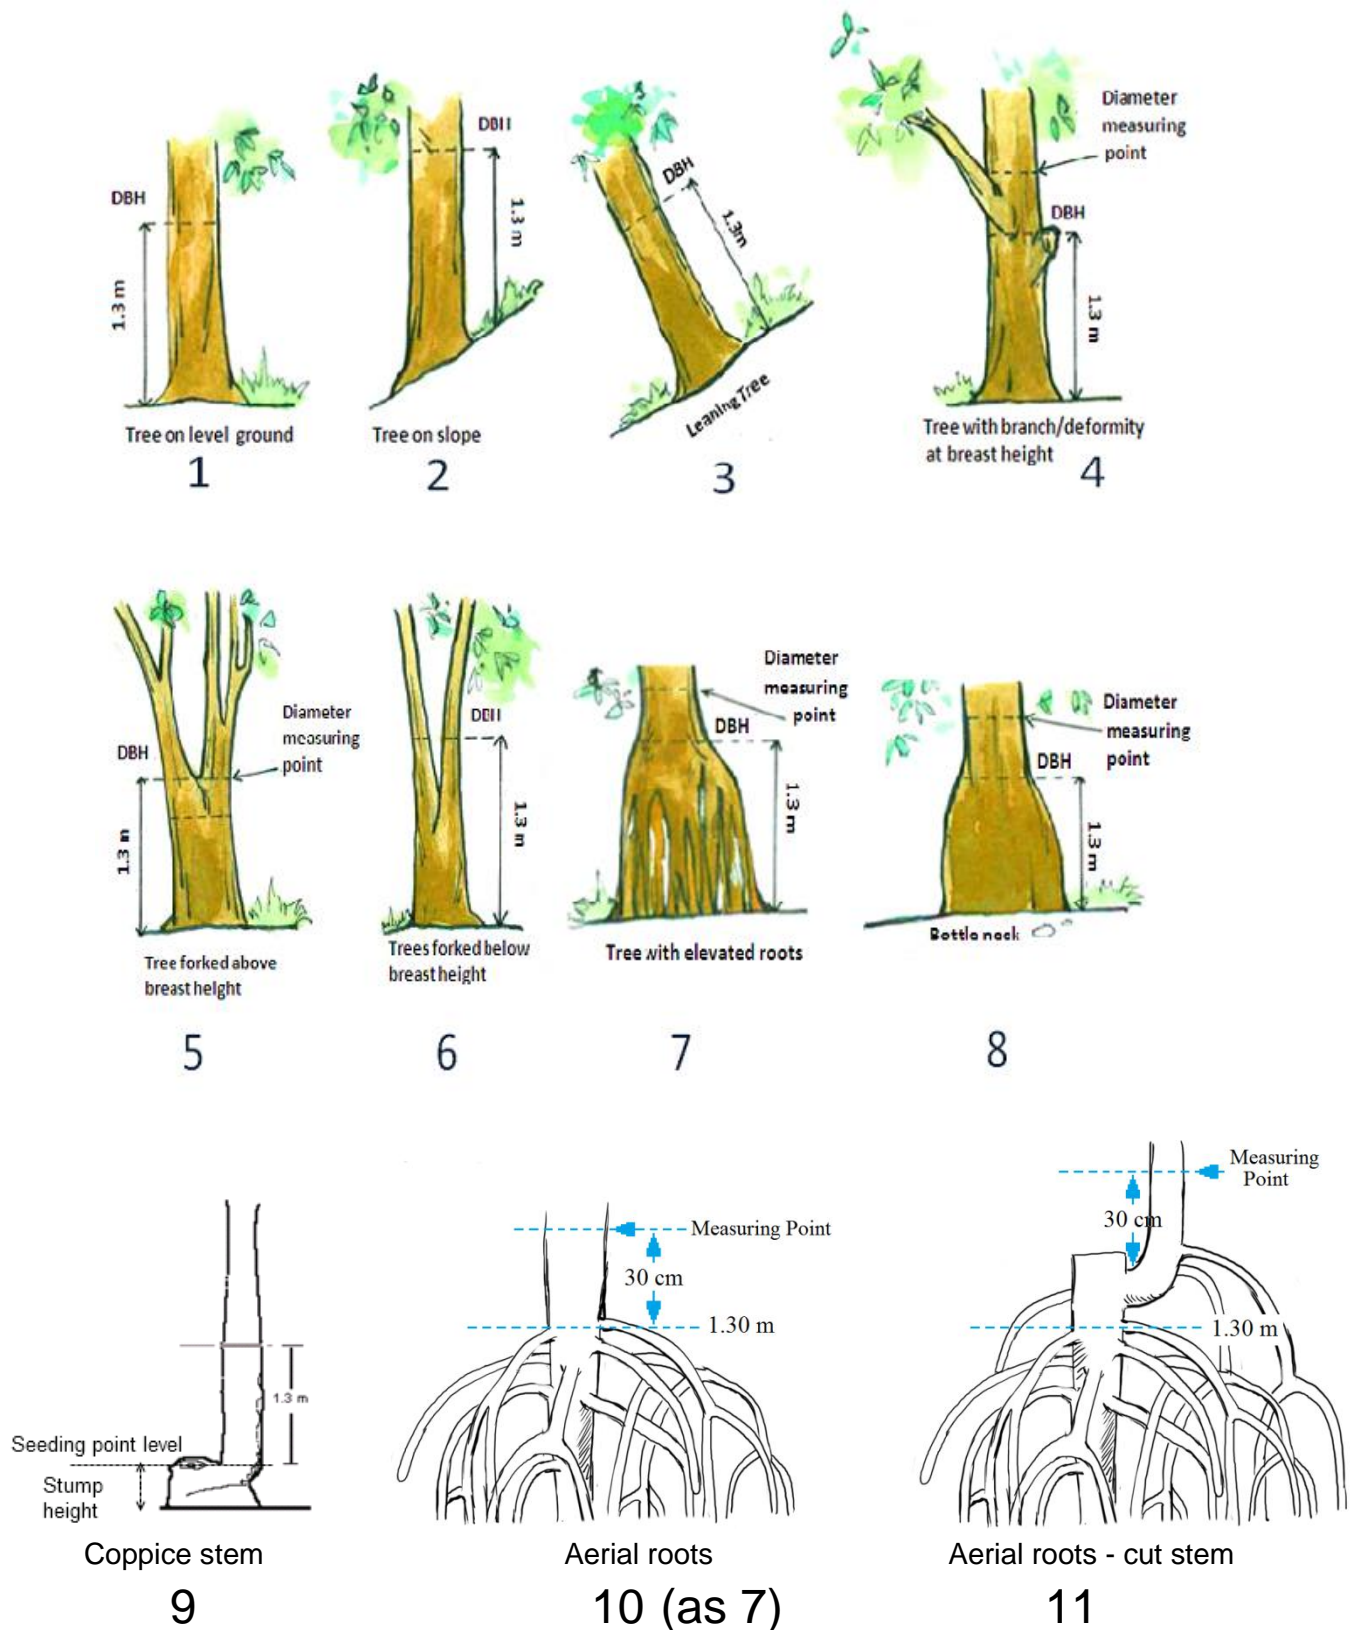 DBH
1.3 m
Tree on level ground
1
DBH
1.3 m
Tree on slope
2
DBH
1.3m
Leaning Tree
3
Diameter
measuring
point
DBH
1.3 m
Tree with branch/deformity
at breast height
4
DBH
1.3 m
Diameter
measuring
point
Tree forked above
breast height
5
DBH
1.3 m
Trees forked below
breast height
6
Diameter
measuring
point
DBH
1.3 m
Tree with elevated roots
7
Diameter
measuring
point
DBH
1.3 m
Bottle neck
8
1.3 m
Seeding point level
Stump
height
Coppice stem
9
Measuring Point
30 cm
1.30 m
Aerial roots
10 (as 7)
Measuring
Point
30 cm
1.30 m
Aerial roots - cut stem
11